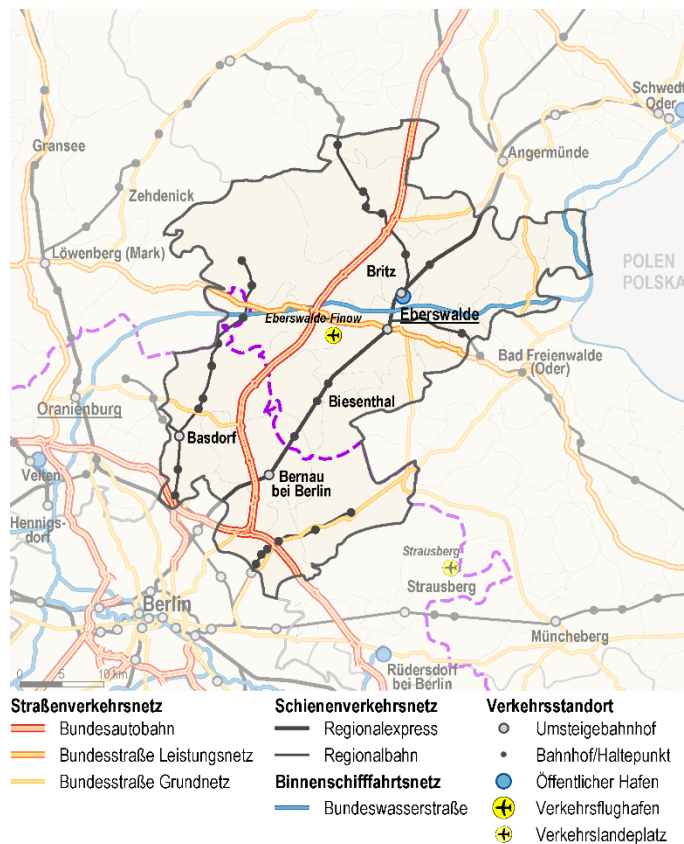 Schwedt
Oder
Gransee
Angermünde
Zehdenick
Löwenberg (Mark)
POLEN
POLSKA
Britz
Eberswalde-Finow
Eberswalde
Bad Freienwalde
(Oder)
Biesenthal
Oranienburg
Basdorf
Velten
Bernau
bei Berlin
Hennigs-
dorf
Strausberg
Strausberg
Berlin
Müncheberg
Rüdersdorf
bei Berlin
0 5 10 km
Straßenverkehrsnetz
Bundesautobahn
Bundesstraße Leistungsnetz
Bundesstraße Grundnetz
Schienenverkehrsnetz
Regionalexpress
Regionalbahn
Binnenschifffahrtsnetz
Bundeswasserstraße
Verkehrsstandort
Umsteigebahnhof
Bahnhof/Haltepunkt
Öffentlicher Hafen
Verkehrsflughafen
Verkehrslandeplatz